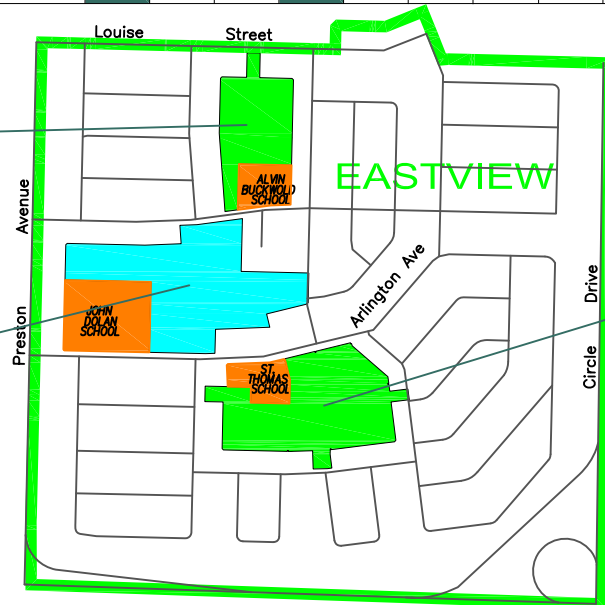 Louise Street
ALVIN
BUCKWOLD
SCHOOL
EASTVIEW
Avenue
Preston
Arlington Ave
Drive
Circle
JOHN
DOLAN
SCHOOL
ST.
THOMAS
SCHOOL